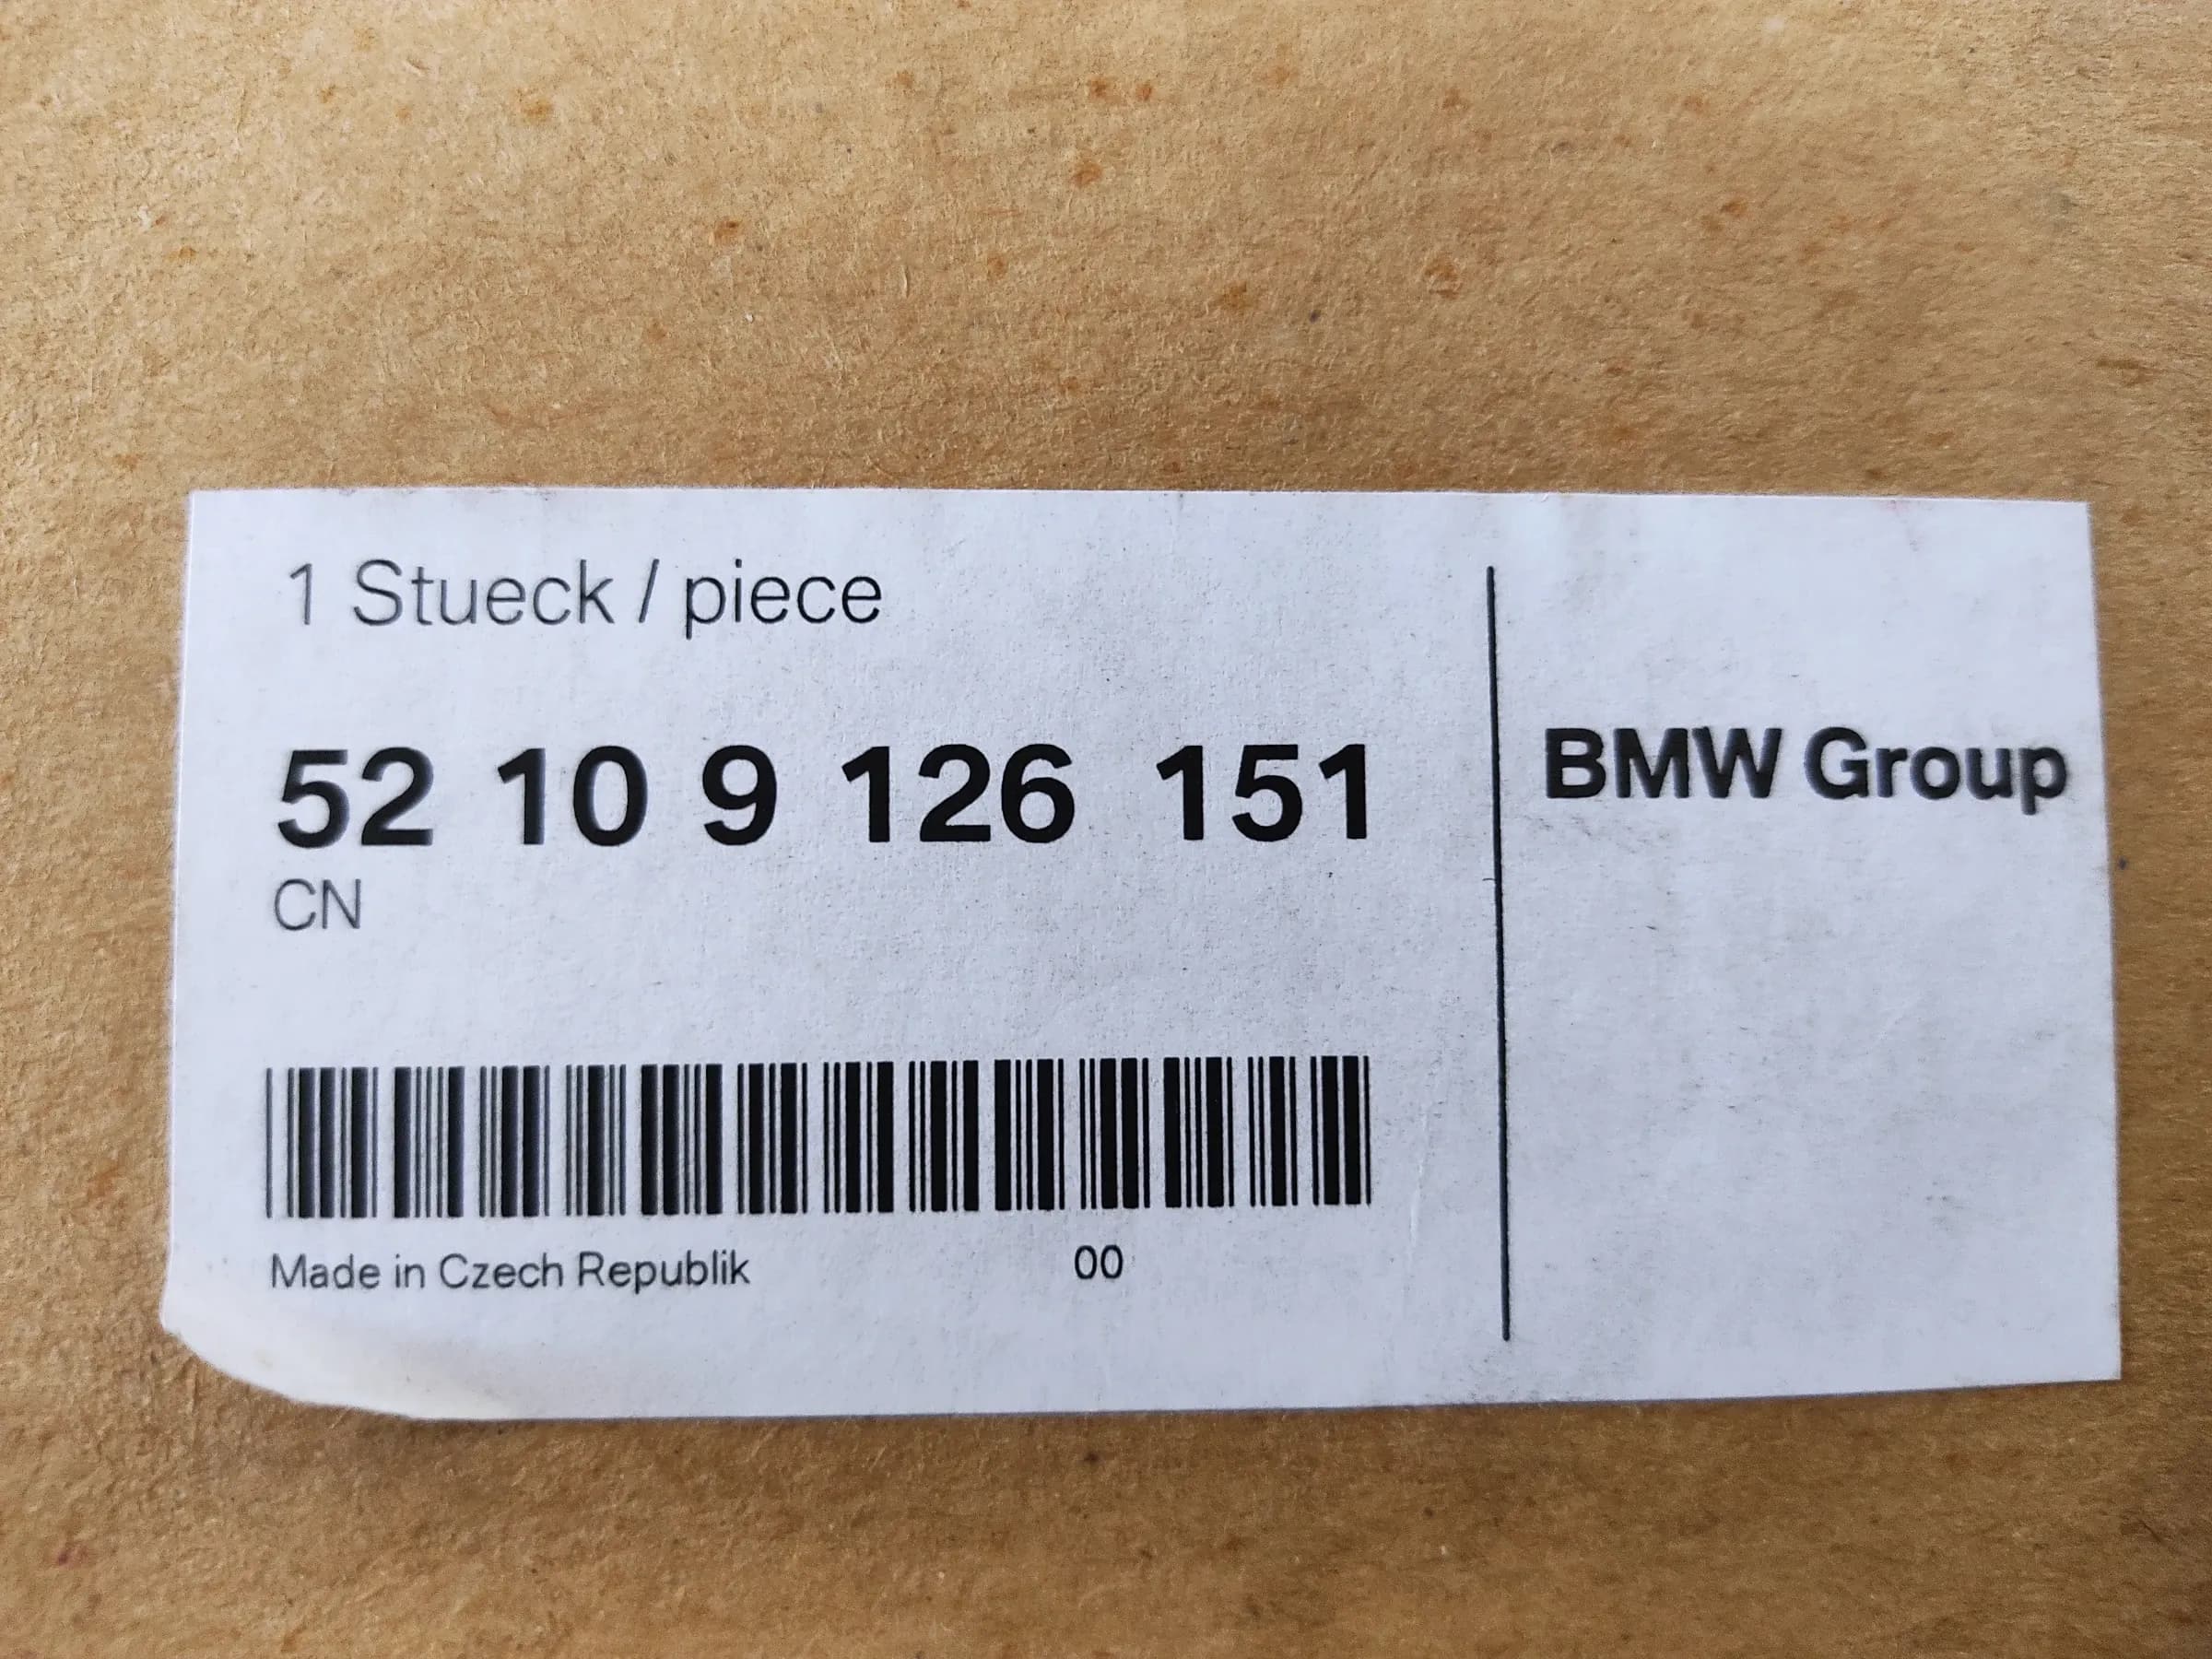 1 Stueck / piece
52 10 9 126 151
CN
BMW Group
Made in Czech Republik 00